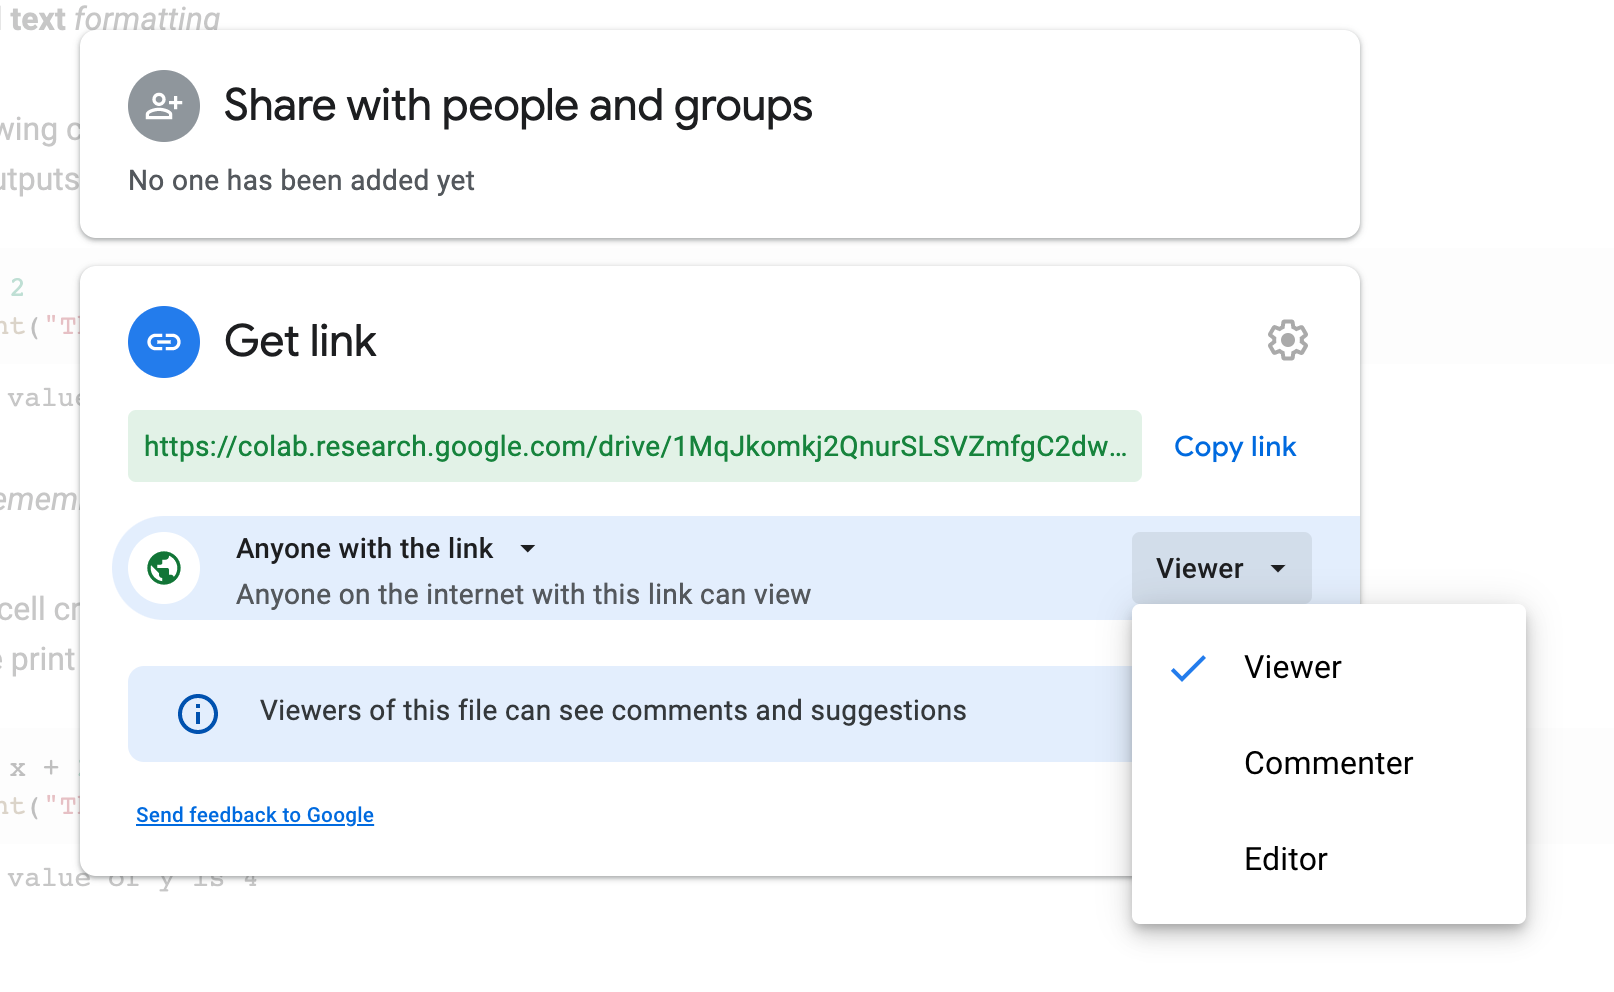 text formatting
Share with people and groups
wing c
No one has been added yet
utputs
2
nt("Th
Get link
value
https://colab.research.google.com/drive/1MqJkomkj2QnurSLSVZmfgC2dw...
Copy link
emem
Anyone with the link
Viewer
Anyone on the internet with this link can view
cell cr
print
Viewer
Viewers of this file can see comments and suggestions
x +
Commenter
nt("Th
Send feedback to Google
Editor
value of y is 4